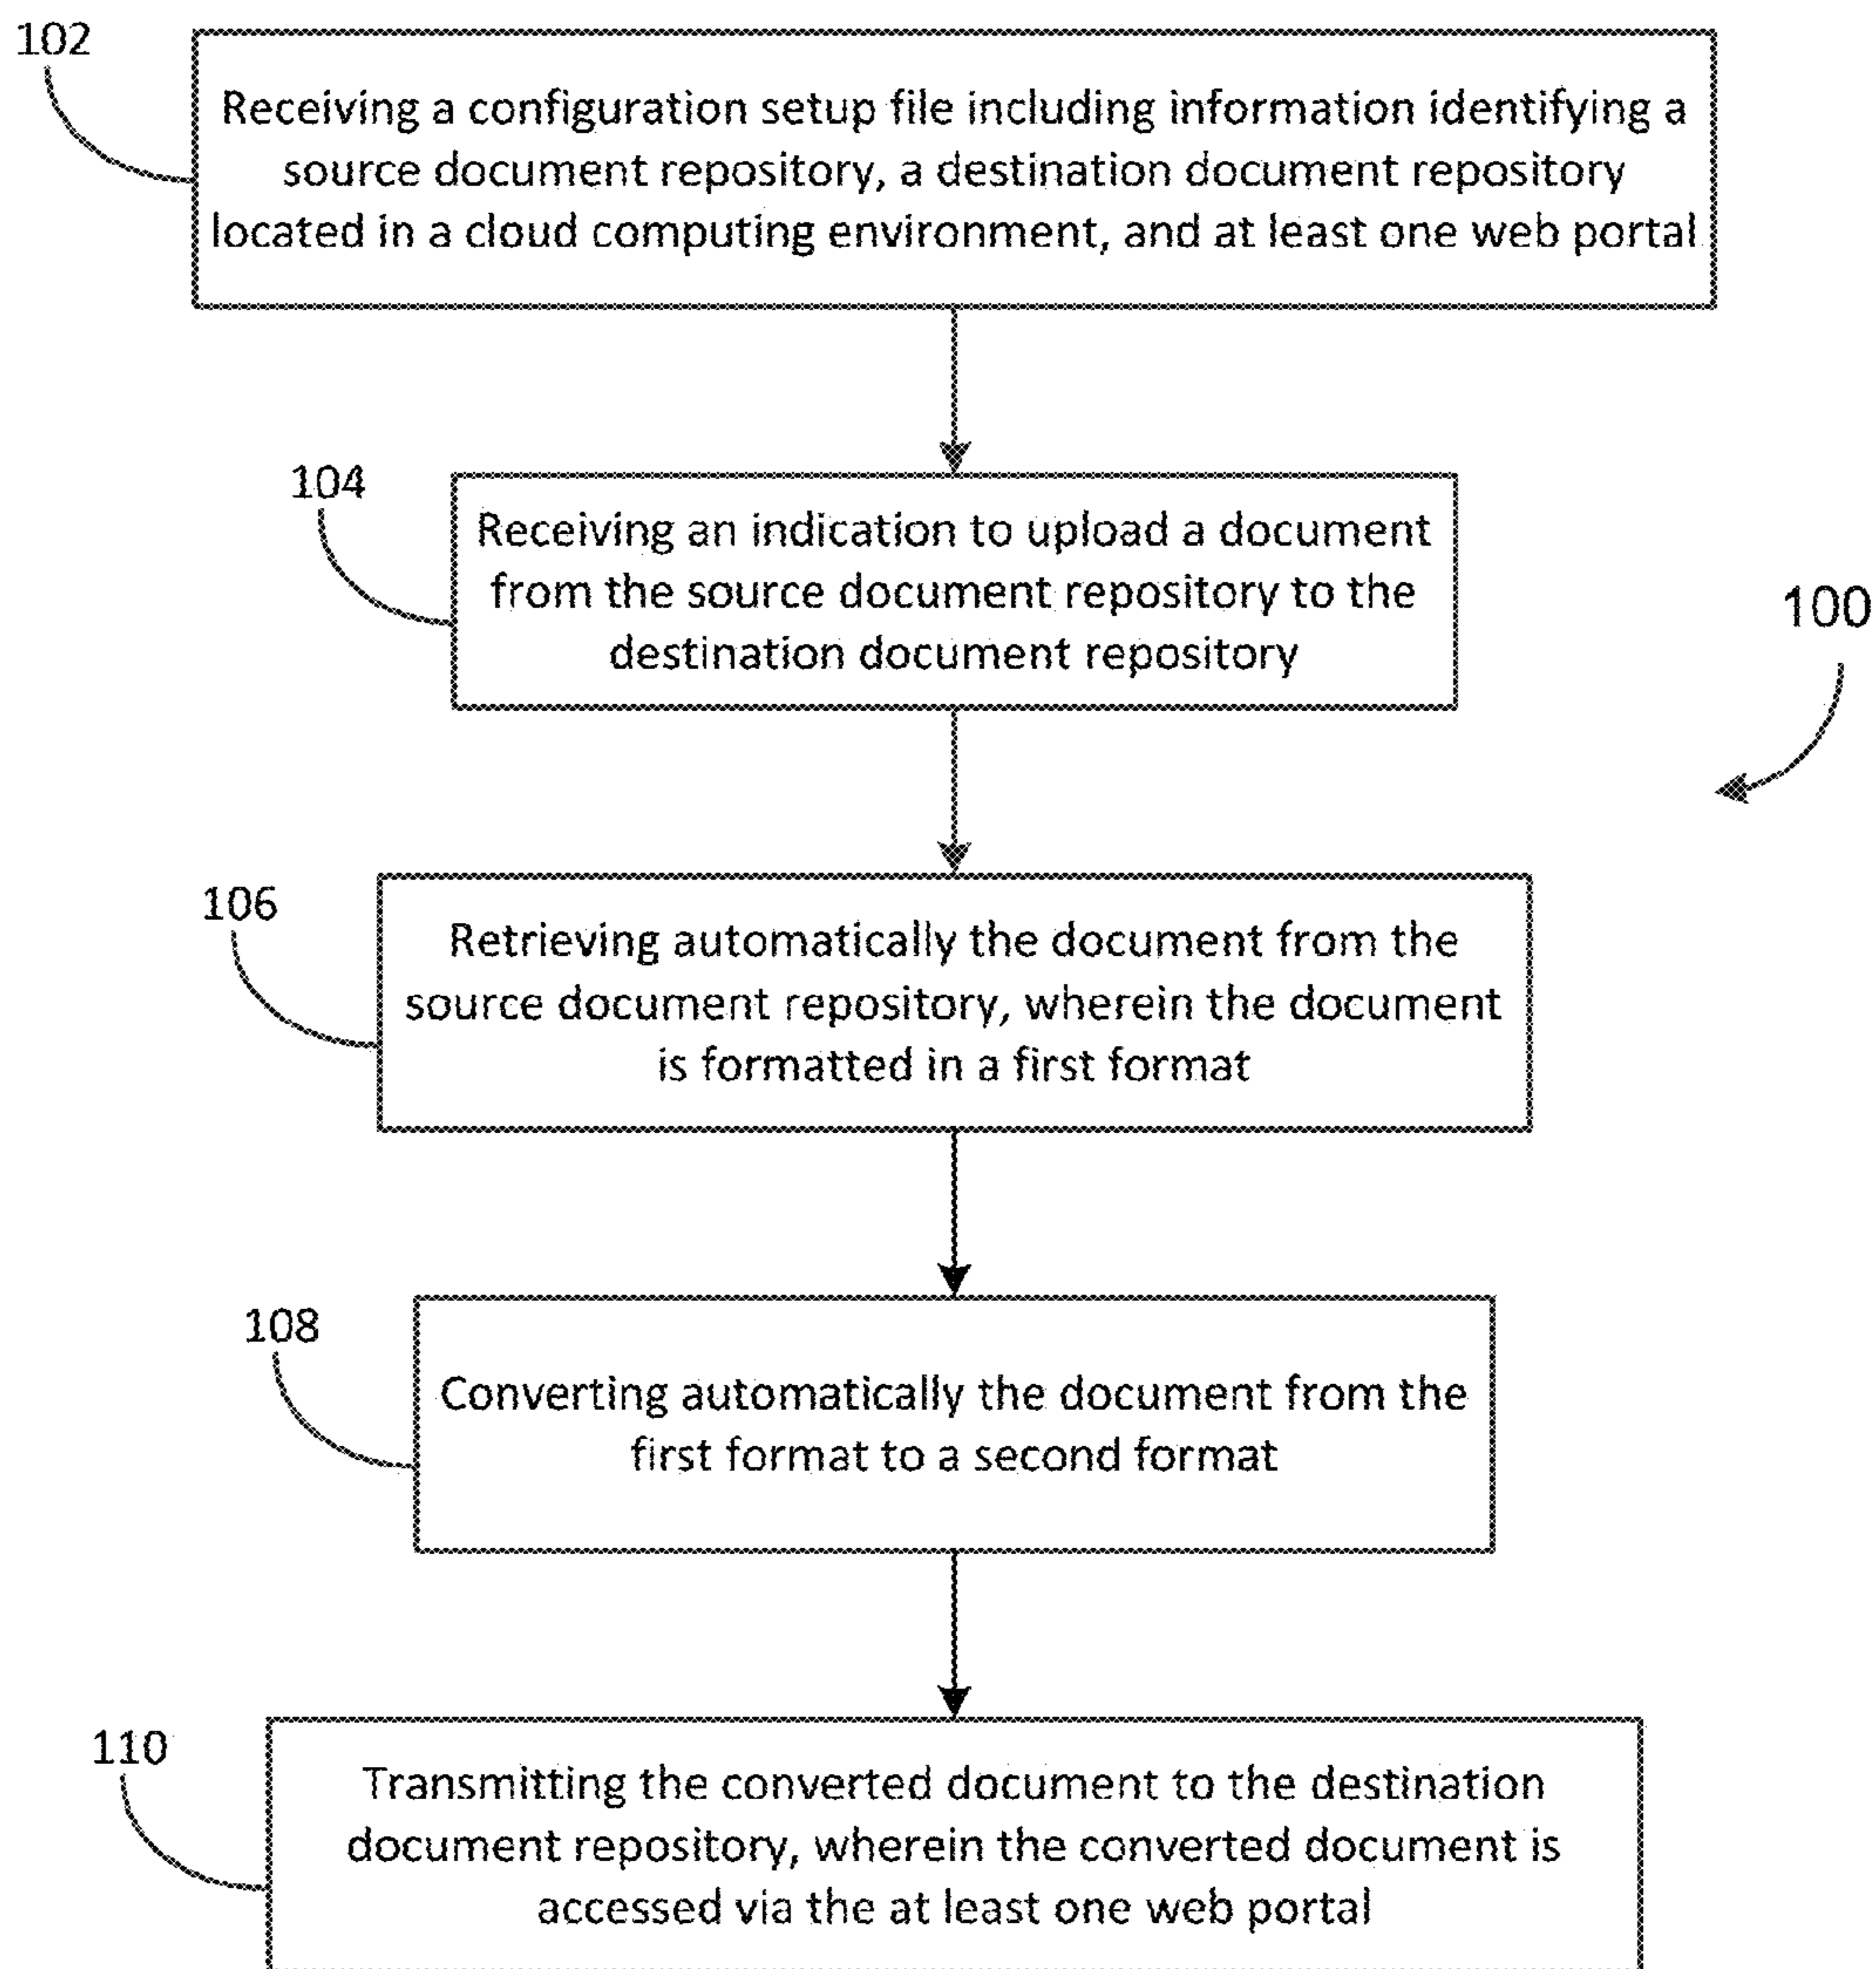 102
Receiving a configuration setup file including information identifying a
source document repository, a destination document repository
located in a cloud computing environment, and at least one web portal
104
Receiving an indication to upload a document
from the source document repository to the
destination document repository
100
106
Retrieving automatically the document from the
source document repository, wherein the document
is formatted in a first format
108
Converting automatically the document from the
first format to a second format
110
Transmitting the converted document to the destination
document repository, wherein the converted document is
accessed via the at least one web portal